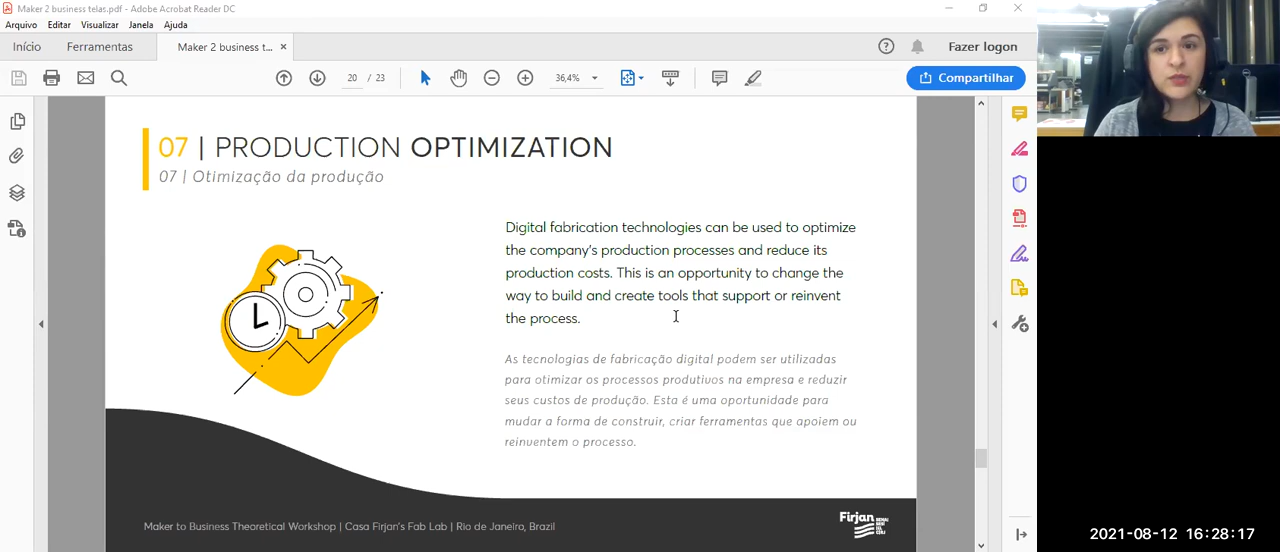 Maker 2 business telas.pdf - Adobe Acrobat Reader DC
Arquivo Editar Visualizar Janela Ajuda
Início Ferramentas Maker 2 business t... × Fazer logon
20 / 23 36,4% Compartilhar
07 | PRODUCTION OPTIMIZATION
07 | Otimização da produção
Digital fabrication technologies can be used to optimize
the company's production processes and reduce its
production costs. This is an opportunity to change the
way to build and create tools that support or reinvent
the process.
As tecnologias de fabricação digital podem ser utilizadas
para otimizar os processos produtivos na empresa e reduzir
seus custos de produção. Esta é uma oportunidade para
mudar a forma de construir, criar ferramentas que apoiem ou
reinventem o processo.
Maker to Business Theoretical Workshop | Casa Firjan's Fab Lab | Rio de Janeiro, Brazil
Firjan
2021-08-12 16:28:17